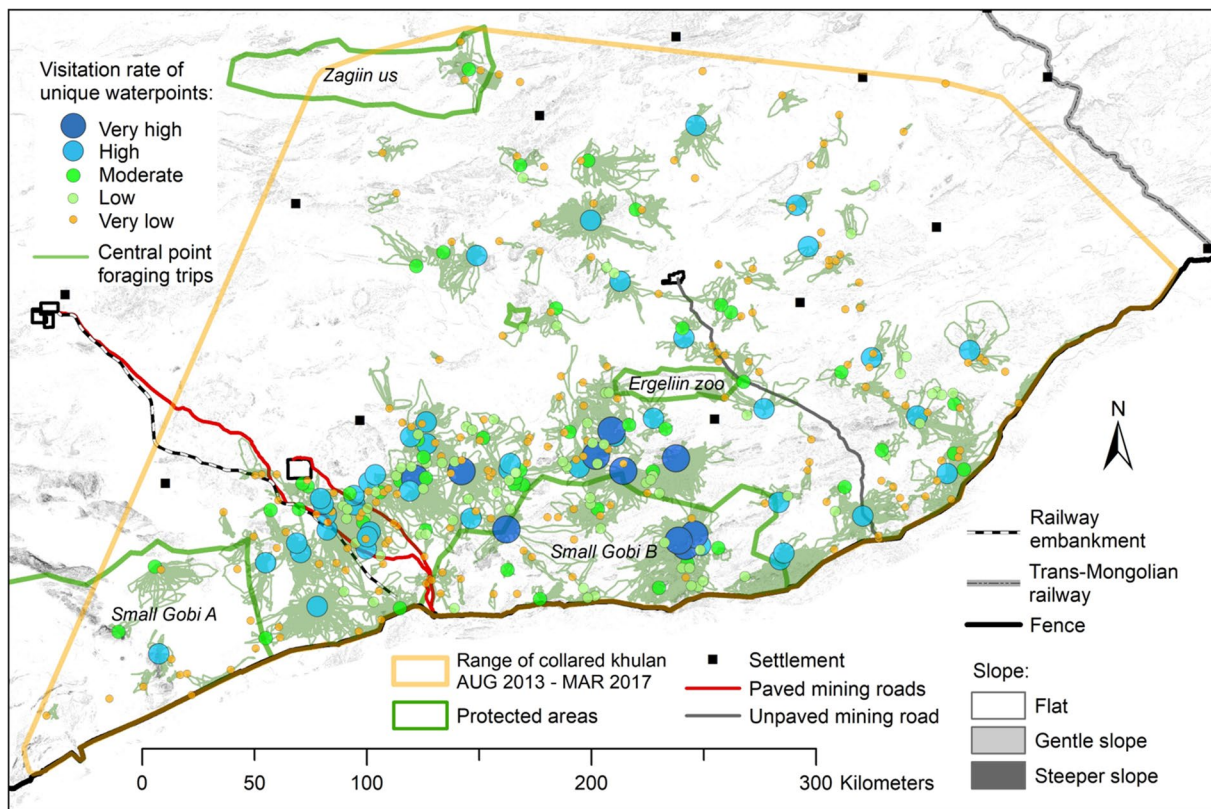 Visitation rate of
unique waterpoints:
Very high
High
Moderate
Low
Very low
Central point
foraging trips
Zagiin us
Ergeliin zoo
Small Gobi B
Small Gobi A
N
Railway
embankment
Trans-Mongolian
railway
Fence
Range of collared khulan
AUG 2013 - MAR 2017
Protected areas
Settlement
Paved mining roads
Unpaved mining road
Slope:
Flat
Gentle slope
Steeper slope
0 50 100 200 300 Kilometers